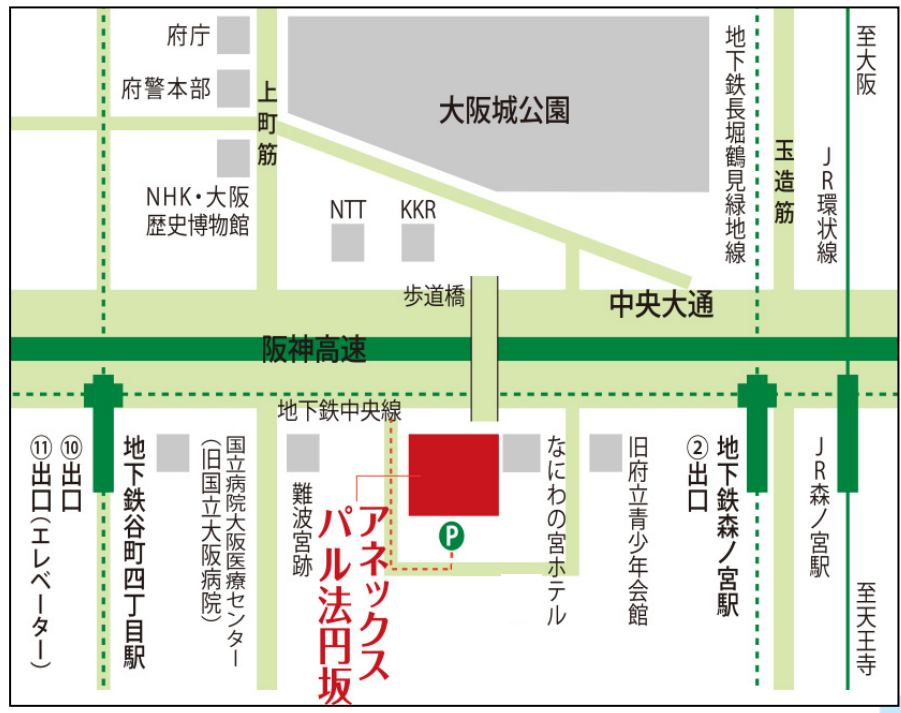 府庁
府警本部
上町筋
大阪城公園
地下鉄長堀鶴見緑地線
玉造筋
JR環状線
至大阪
NHK・大阪
歴史博物館
NTT
KKR
歩道橋
中央大通
阪神高速
地下鉄中央線
⑪出口(エレベーター)
⑩出口
地下鉄谷町四丁目駅
国立病院大阪医療センター
(旧国立大阪病院)
難波宮跡
アネックス
パル法円坂
P
なにわの宮ホテル
旧府立青少年会館
②出口
地下鉄森ノ宮駅
JR森ノ宮駅
至天王寺